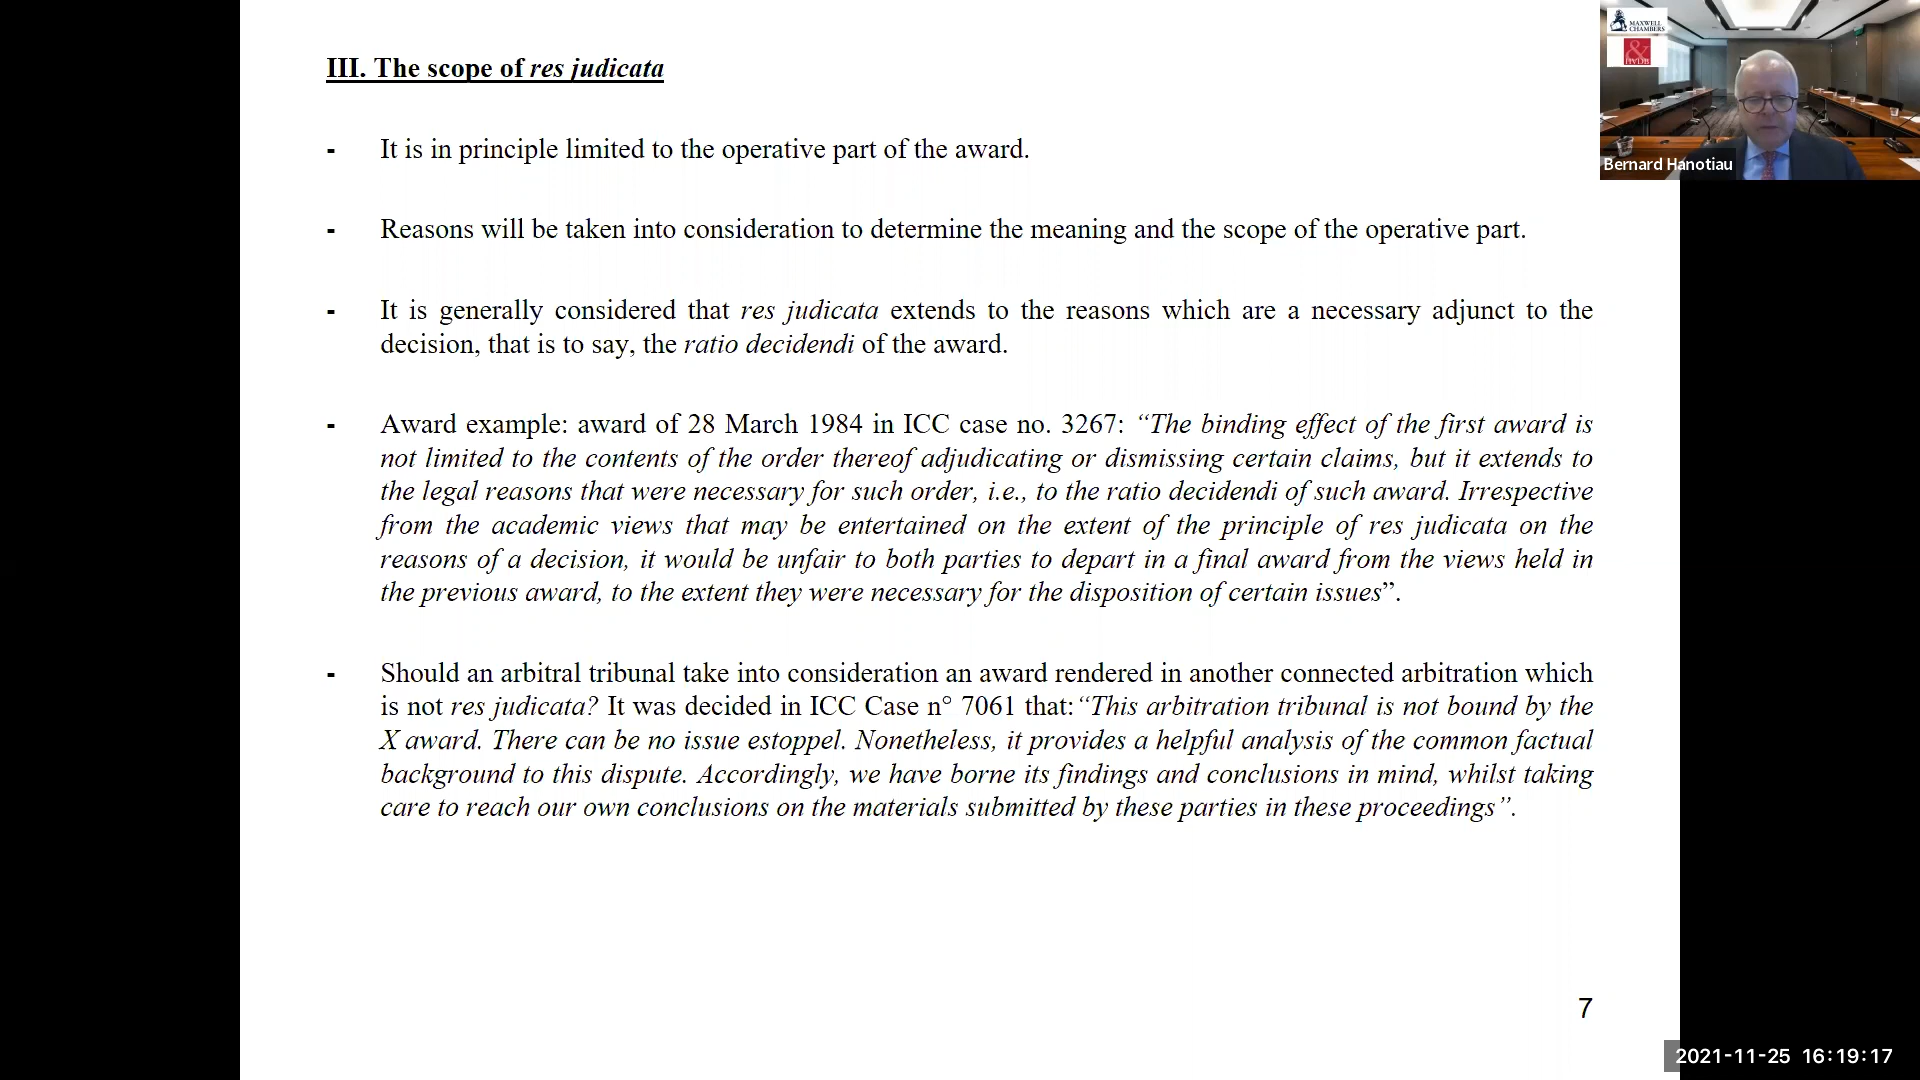 III. The scope of res judicata
- It is in principle limited to the operative part of the award.
- Reasons will be taken into consideration to determine the meaning and the scope of the operative part.
- It is generally considered that res judicata extends to the reasons which are a necessary adjunct to the
decision, that is to say, the ratio decidendi of the award.
- Award example: award of 28 March 1984 in ICC case no. 3267: “The binding effect of the first award is
not limited to the contents of the order thereof adjudicating or dismissing certain claims, but it extends to
the legal reasons that were necessary for such order, i.e., to the ratio decidendi of such award. Irrespective
from the academic views that may be entertained on the extent of the principle of res judicata on the
reasons of a decision, it would be unfair to both parties to depart in a final award from the views held in
the previous award, to the extent they were necessary for the disposition of certain issues”.
- Should an arbitral tribunal take into consideration an award rendered in another connected arbitration which
is not res judicata? It was decided in ICC Case n° 7061 that:“This arbitration tribunal is not bound by the
X award. There can be no issue estoppel. Nonetheless, it provides a helpful analysis of the common factual
background to this dispute. Accordingly, we have borne its findings and conclusions in mind, whilst taking
care to reach our own conclusions on the materials submitted by these parties in these proceedings”.
7
MAXWELL
CHAMBERS
&
HVDB
Bernard Hanotiau
2021-11-25 16:19:17